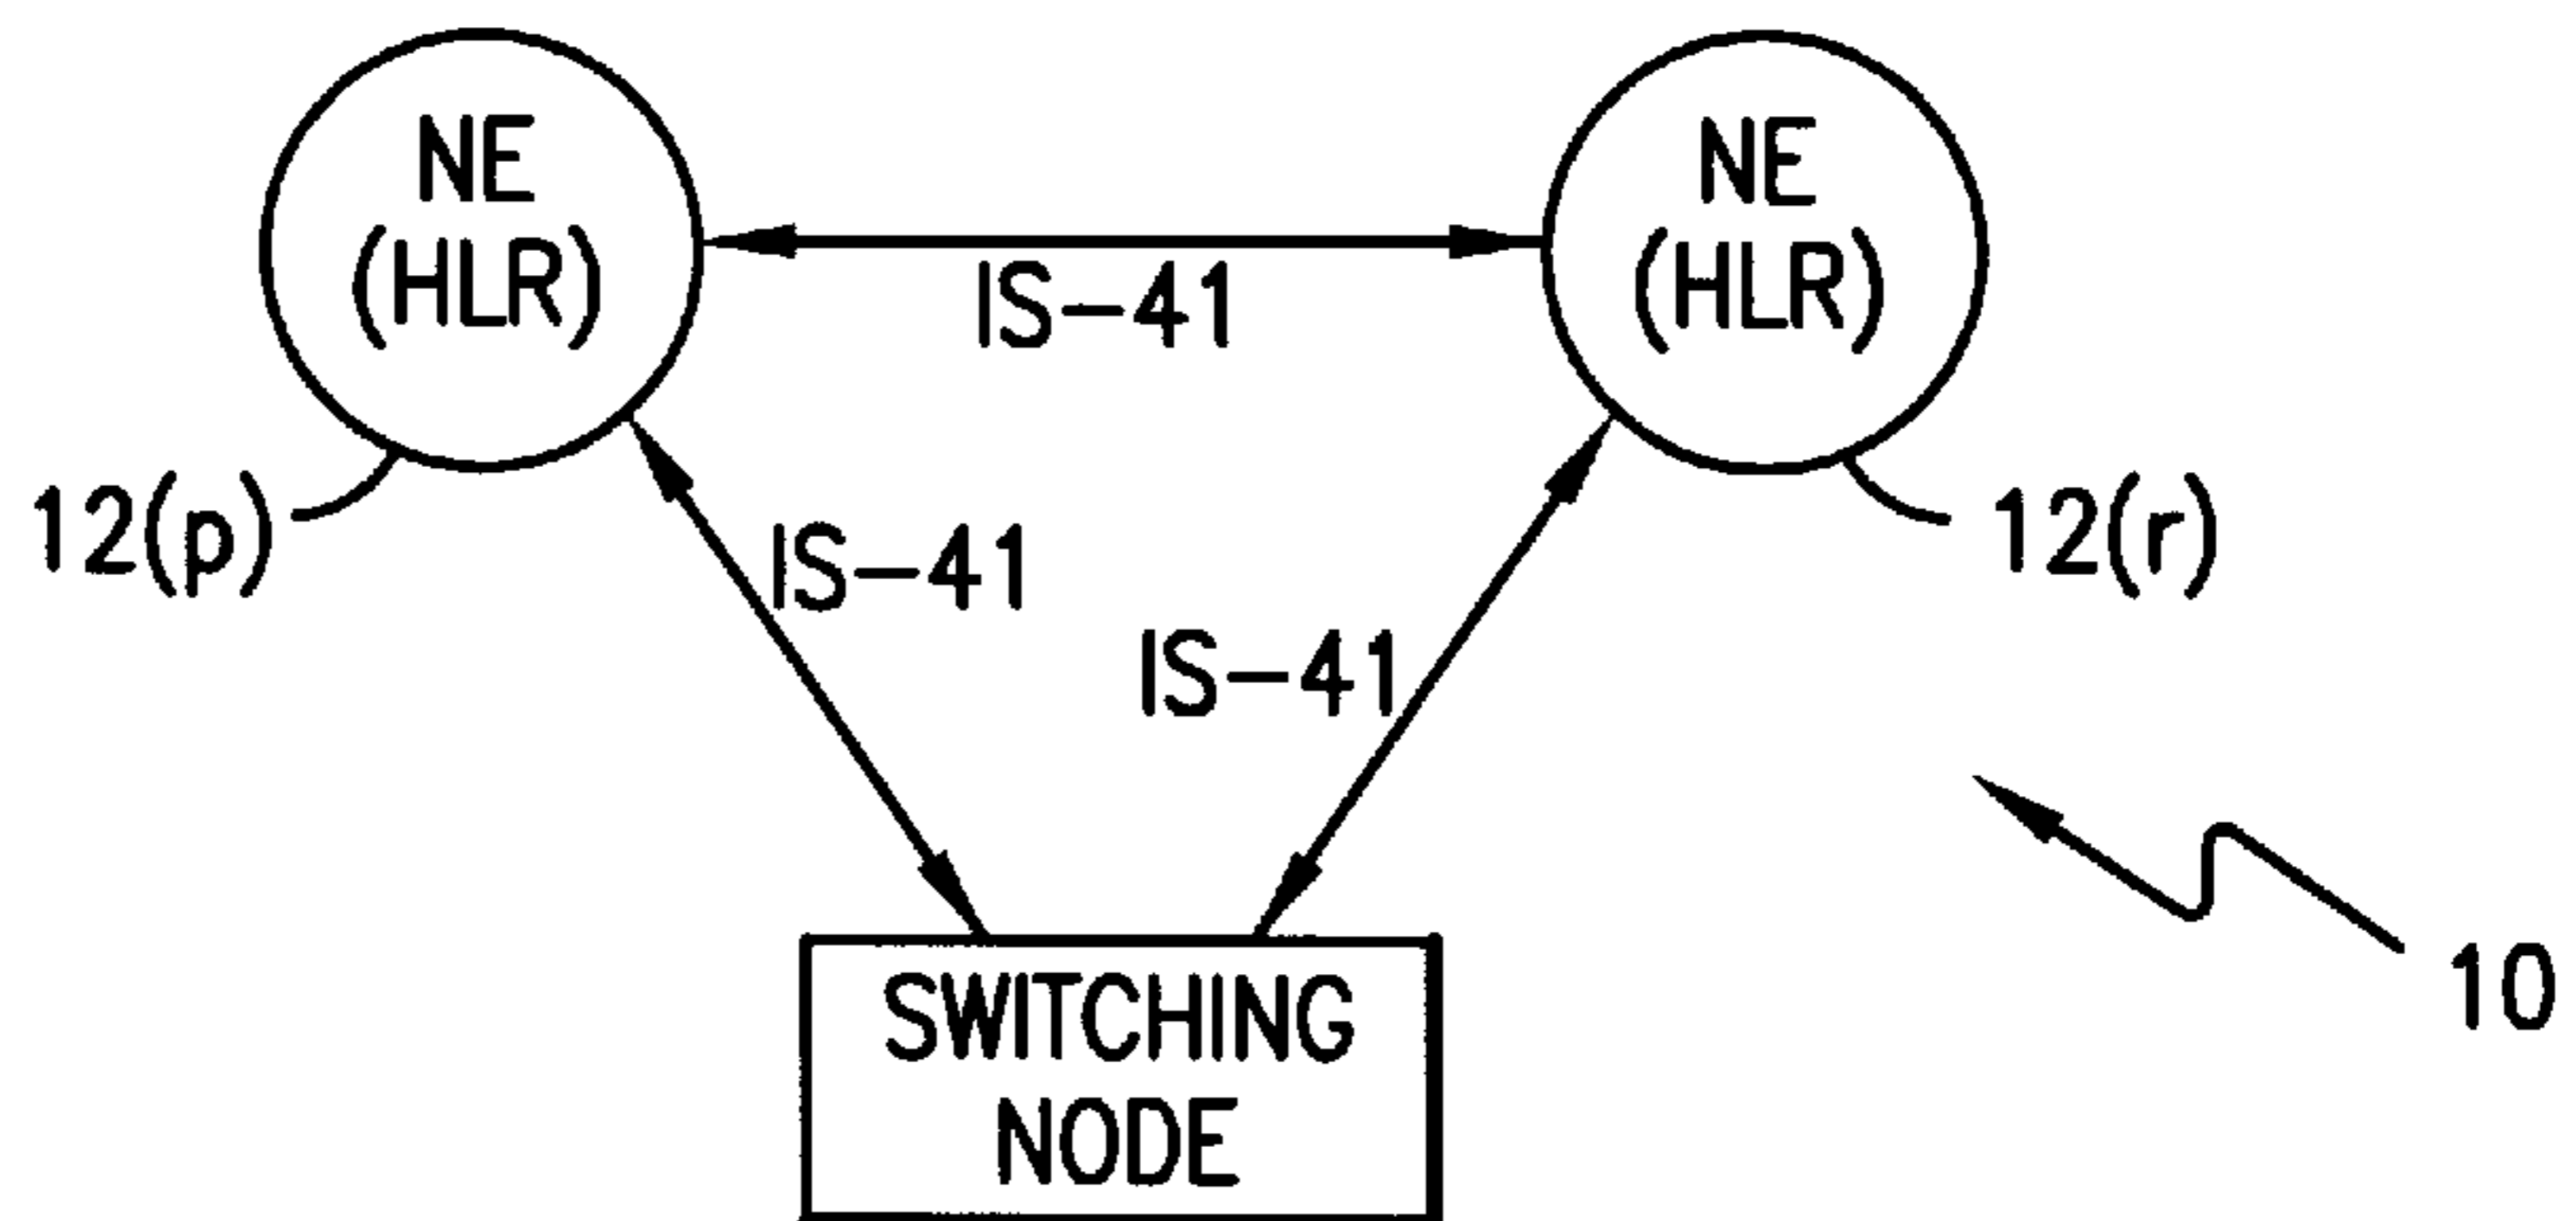 NE
(HLR)
NE
(HLR)
IS-41
12(p)
12(r)
IS-41
IS-41
SWITCHING
NODE
10